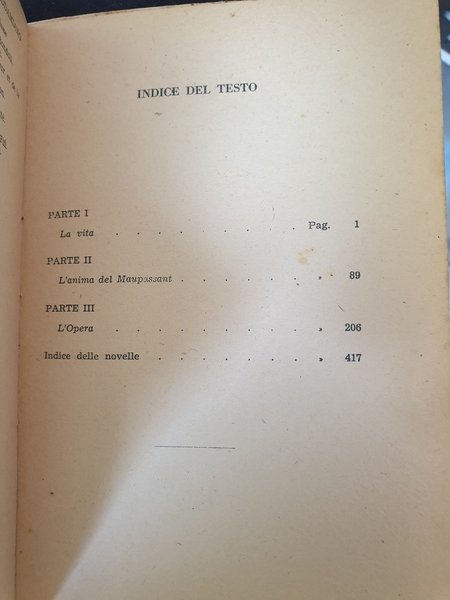 INDICE DEL TESTO
PARTE I
La vita . . . . . . . . . Pag. 1
PARTE II
L'anima del Maupassant . . . . . . » 89
PARTE III
L'Opera . . . . . . . . . » 206
Indice delle novelle . . . . . . . » 417